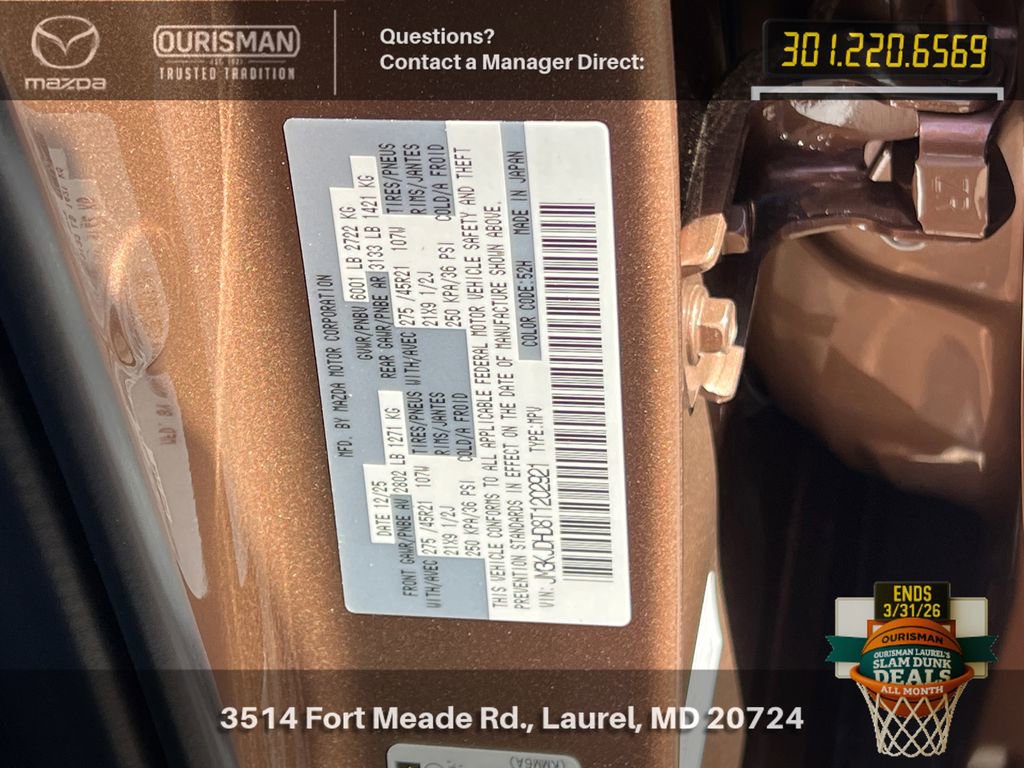 mazda
OURISMAN
EST. 1921
TRUSTED TRADITION
Questions?
Contact a Manager Direct:
301.220.6569
MFD. BY MAZDA MOTOR CORPORATION
DATE 12/25
GVWR/PNBV 6001 LB 2722 KG
FRONT GAWR/PNBE AV 2802 LB 1271 KG
REAR GAWR/PNBE AR 3133 LB 1421 KG
WITH/AVEC 275 /45R21 107W TIRES/PNEUS WITH/AVEC 275 /45R21 107W TIRES/PNEUS
21X9 1/2J RIMS/JANTES 21X9 1/2J RIMS/JANTES
250 KPA/36 PSI COLD/A FROID 250 KPA/36 PSI COLD/A FROID
THIS VEHICLE CONFORMS TO ALL APPLICABLE FEDERAL MOTOR VEHICLE SAFETY AND THEFT
PREVENTION STANDARDS IN EFFECT ON THE DATE OF MANUFACTURE SHOWN ABOVE.
COLOR CODE:52H MADE IN JAPAN
VIN: JM3KJDHD8T1202921 TYPE:MPV
ENDS
3/31/26
OURISMAN
OURISMAN LAUREL'S
SLAM DUNK
DEALS
ALL MONTH
3514 Fort Meade Rd., Laurel, MD 20724
(KM6A)